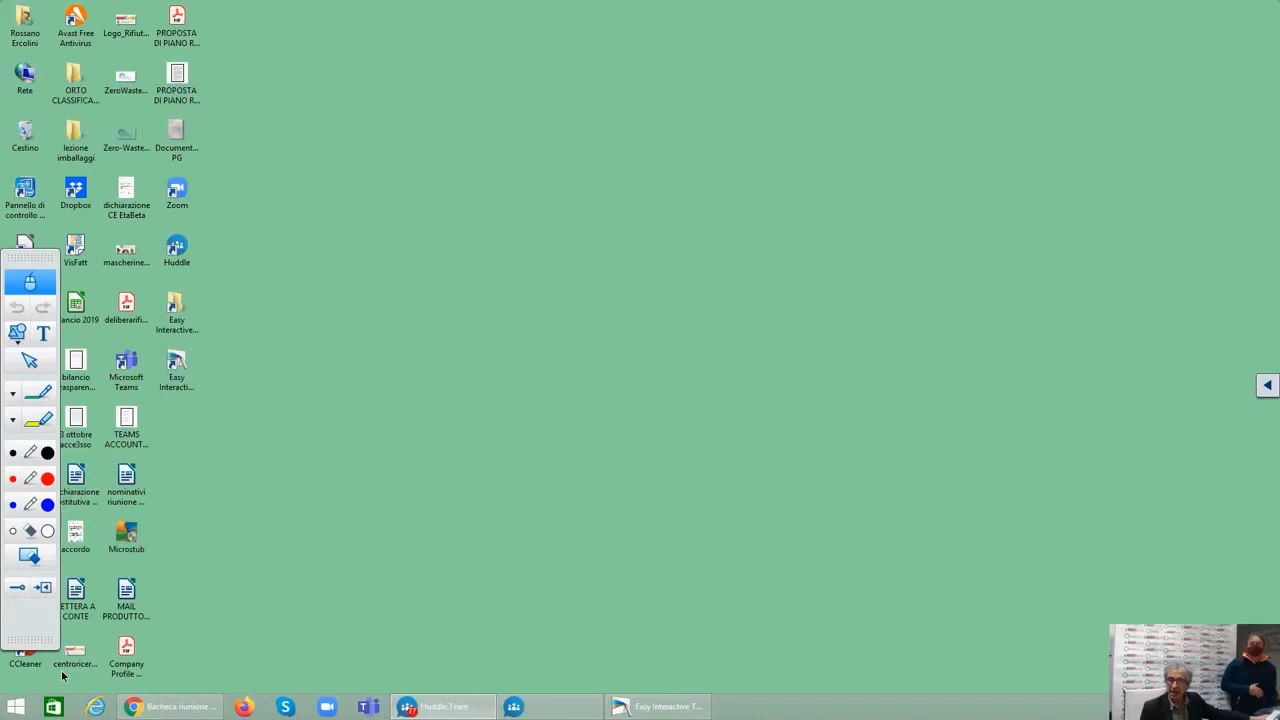 Rossano
Ercolini
Avast Free
Antivirus
Logo_Rifiut...
PROPOSTA
DI PIANO R...
Rete
ORTO
CLASSIFICA...
ZeroWaste...
PROPOSTA
DI PIANO R...
Cestino
lezione
imballaggi
Zero-Waste...
Document...
PG
Pannello di
controllo ...
Dropbox
dichiarazione
CE EtaBeta
Zoom
VisFatt
mascherine...
Huddle
ancio 2019
deliberarifi...
Easy
Interactive...
T
bilancio
rasparen...
Microsoft
Teams
Easy
Interacti...
3 ottobre
acce3sso
TEAMS
ACCOUNT...
chiarazione
ostitutiva ...
nominativi
riunione ...
accordo
Microstub
ETTERA A
CONTE
MAIL
PRODUTTO...
CCleaner
centroricer...
Company
Profile ...
Bacheca riunione ...
Huddle.Team
Easy Interactive T...